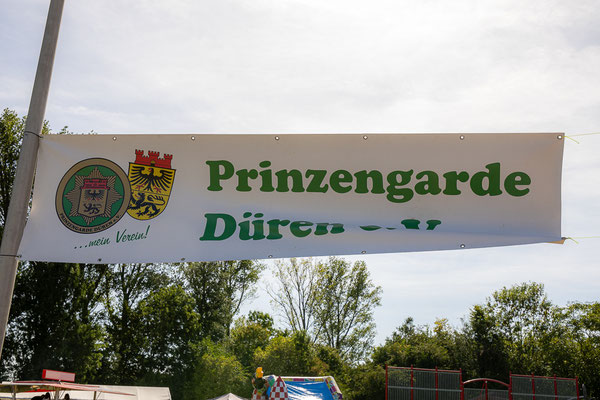 Prinzengarde
Düren e.V.
...mein Verein!